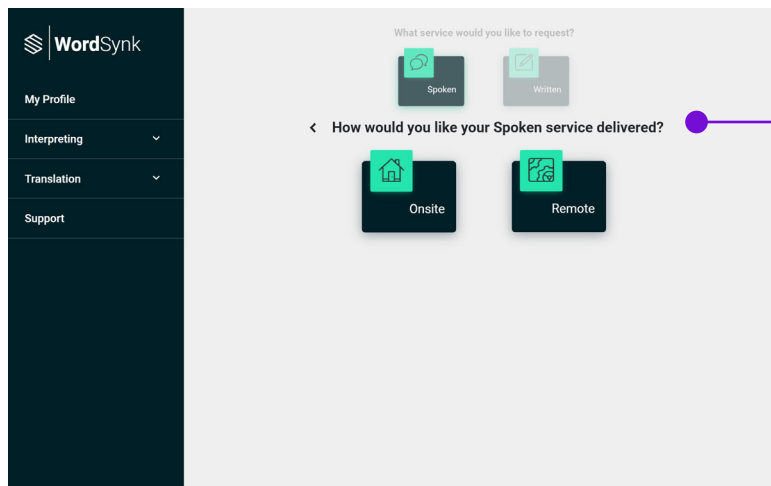 WordSynk
My Profile
Interpreting
Translation
Support
What service would you like to request?
Spoken
Written
How would you like your Spoken service delivered?
Onsite
Remote